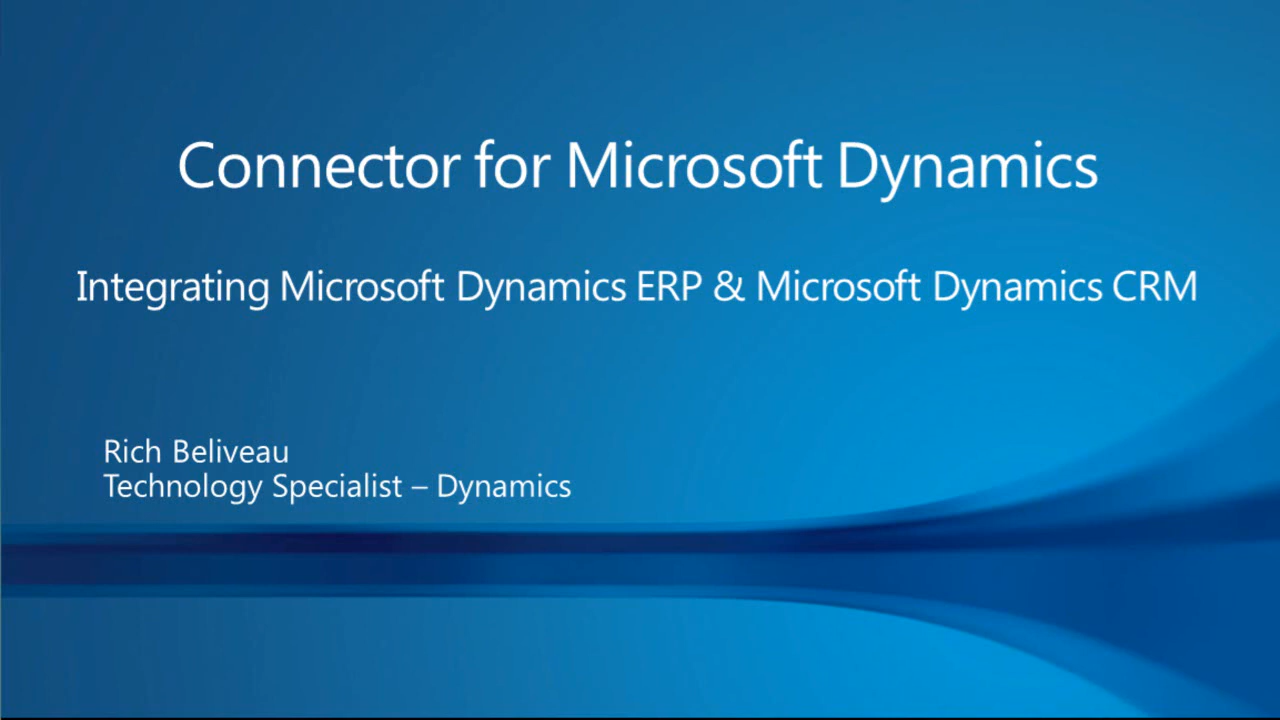 Connector for Microsoft Dynamics
Integrating Microsoft Dynamics ERP & Microsoft Dynamics CRM
Rich Beliveau
Technology Specialist – Dynamics